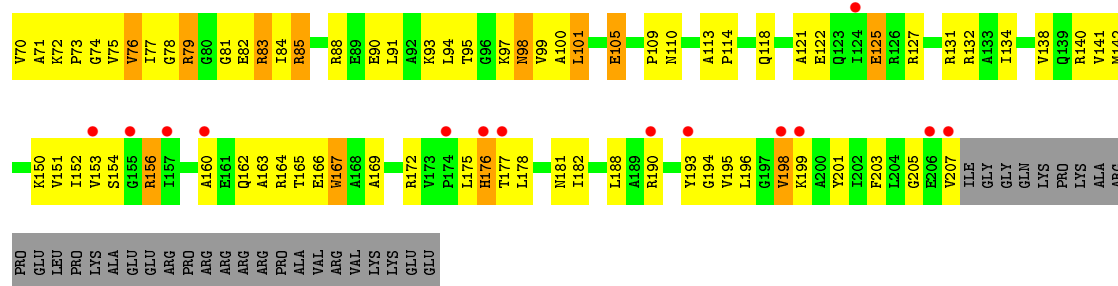 V70 A71 K72 P73 G74 V75 V76 I77 G78 R79 G80 G81 E82 R83 I84 R85 R88 E89 E90 L91 A92 K93 L94 T95 G96 K97 N98 V99 A100 L101 E105 P109 N110 A113 P114 Q118 A121 E122 Q123 I124 E125 R126 R127 R131 R132 A133 I134 V138 Q139 R140 V141 M142
K150 V151 I152 V153 S154 G155 R156 I157 A160 E161 Q162 A163 R164 T165 E166 W167 A168 A169 R172 V173 P174 L175 H176 T177 L178 N181 I182 L188 A189 R190 Y193 G194 V195 L196 G197 V198 K199 A200 Y201 I202 F203 L204 G205 E206 V207 ILE GLY GLY GLN LYS PRO LYS ALA ARG
PRO GLU LEU PRO LYS ALA GLU GLU ARG PRO ARG ARG ARG ARG PRO ALA VAL ARG VAL LYS LYS GLU GLU